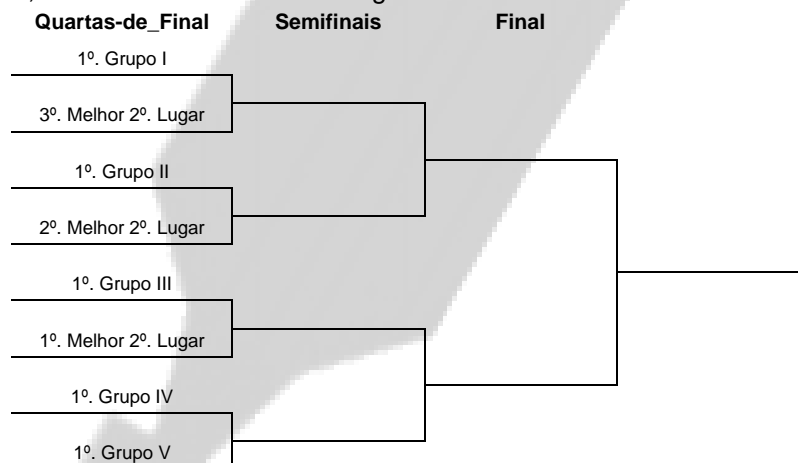 Quartas-de_Final Semifinais Final
1º. Grupo I
3º. Melhor 2º. Lugar
1º. Grupo II
2º. Melhor 2º. Lugar
1º. Grupo III
1º. Melhor 2º. Lugar
1º. Grupo IV
1º. Grupo V